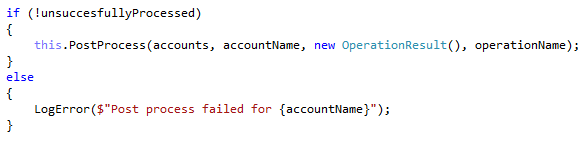 if (!unsuccesfullyProcessed)
{
    this.PostProcess(accounts, accountName, new OperationResult(), operationName);
}
else
{
    LogError($"Post process failed for {accountName}");
}